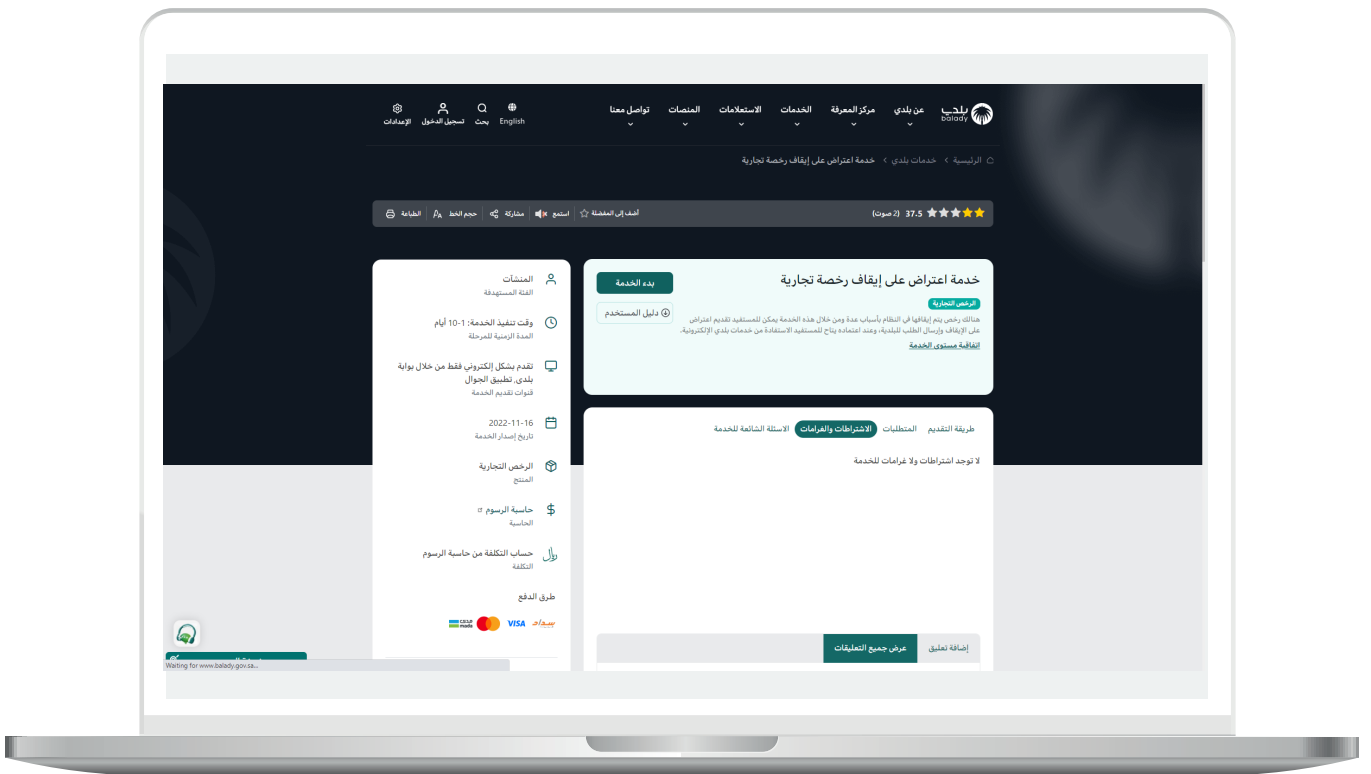 بلدي
balady
عن بلدي
مركز المعرفة
الخدمات
الاستعلامات
المنصات
تواصل معنا
English
بحث
تسجيل الدخول
الإعدادات
الرئيسية › خدمات بلدي › خدمة اعتراض على إيقاف رخصة تجارية
37.5 (2 صوت)
أضف إلى المفضلة
استمع
مشاركة
حجم الخط
الطباعة
خدمة اعتراض على إيقاف رخصة تجارية
بدء الخدمة
الرخص التجارية
دليل المستخدم
هنالك رخص يتم إيقافها في النظام بأسباب عدة ومن خلال هذه الخدمة يمكن للمستفيد تقديم اعتراض
على الإيقاف وإرسال الطلب للبلدية، وعند اعتماده يتاح للمستفيد الاستفادة من خدمات بلدي الإلكترونية.
اتفاقية مستوى الخدمة
طريقة التقديم
المتطلبات
الاشتراطات والغرامات
الاسئلة الشائعة للخدمة
لا توجد اشتراطات ولا غرامات للخدمة
إضافة تعليق
عرض جميع التعليقات
المنشآت
الفئة المستهدفة
وقت تنفيذ الخدمة: 1-10 أيام
المدة الزمنية للمرحلة
تقدم بشكل إلكتروني فقط من خلال بوابة
بلدي, تطبيق الجوال
قنوات تقديم الخدمة
2022-11-16
تاريخ إصدار الخدمة
الرخص التجارية
المنتج
حاسبة الرسوم
الحاسبة
حساب التكلفة من حاسبة الرسوم
التكلفة
طرق الدفع
سداد
VISA
مدى
mada
Waiting for www.balady.gov.sa...